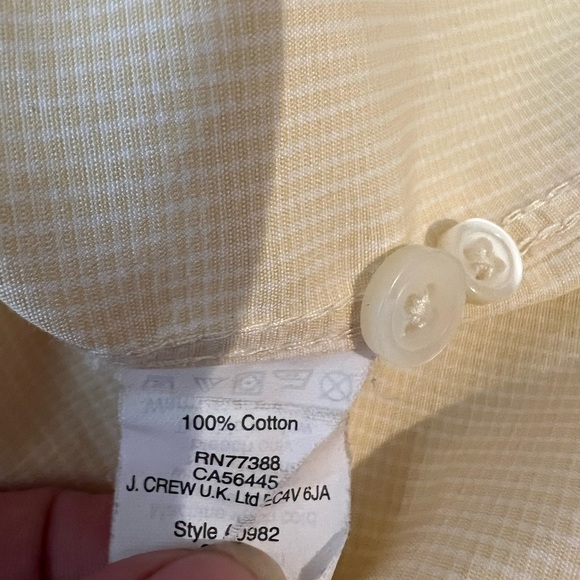 100% Cotton
RN77388
CA56445
J. CREW U.K. Ltd EC4V 6JA
Style